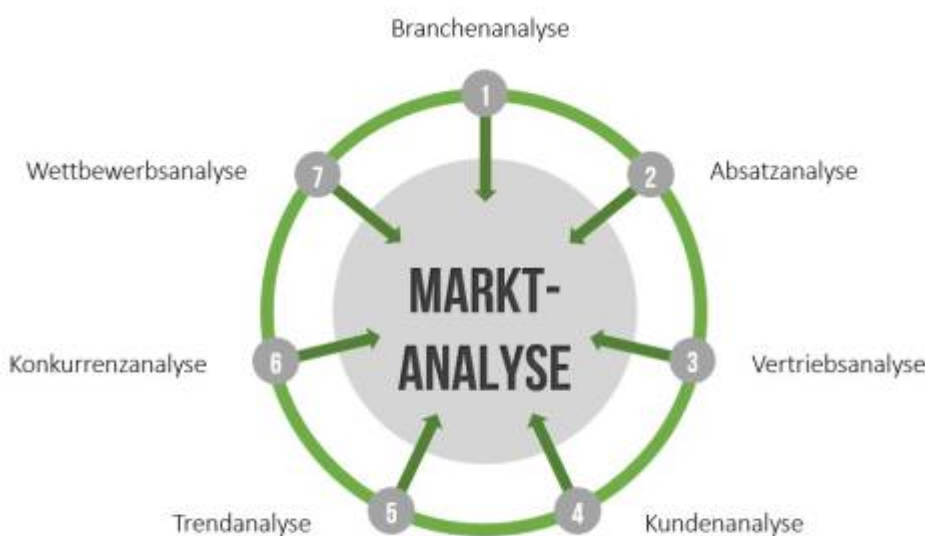 Branchenanalyse
1
Wettbewerbsanalyse
7
2
Absatzanalyse
MARKT-
ANALYSE
Konkurrenzanalyse
6
3
Vertriebsanalyse
Trendanalyse
5
4
Kundenanalyse